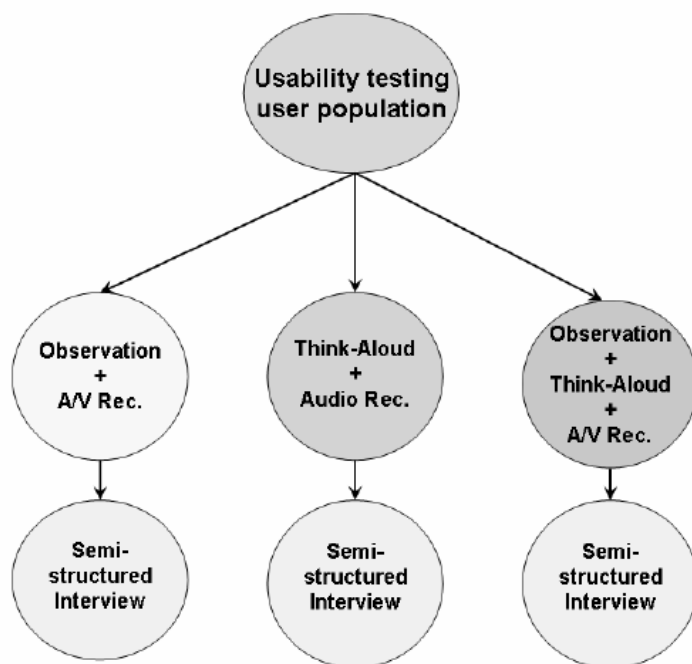 Usability testing
user population
Observation
+
A/V Rec.
Think-Aloud
+
Audio Rec.
Observation
+
Think-Aloud
+
A/V Rec.
Semi-
structured
Interview
Semi-
structured
Interview
Semi-
structured
Interview